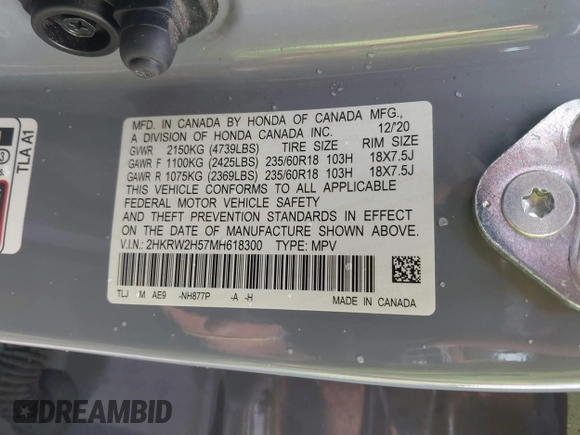 MFD. IN CANADA BY HONDA OF CANADA MFG.,
A DIVISION OF HONDA CANADA INC. 12/'20
GVWR 2150KG (4739LBS) TIRE SIZE RIM SIZE
GAWR F 1100KG (2425LBS) 235/60R18 103H 18X7.5J
GAWR R 1075KG (2369LBS) 235/60R18 103H 18X7.5J
THIS VEHICLE CONFORMS TO ALL APPLICABLE
FEDERAL MOTOR VEHICLE SAFETY
AND THEFT PREVENTION STANDARDS IN EFFECT
ON THE DATE OF MANUFACTURE SHOWN ABOVE.
V.I.N.: 2HKRW2H57MH618300 TYPE: MPV
TLJ M AE9 -NH877P -A -H
MADE IN CANADA
TLA A1
DREAMBID